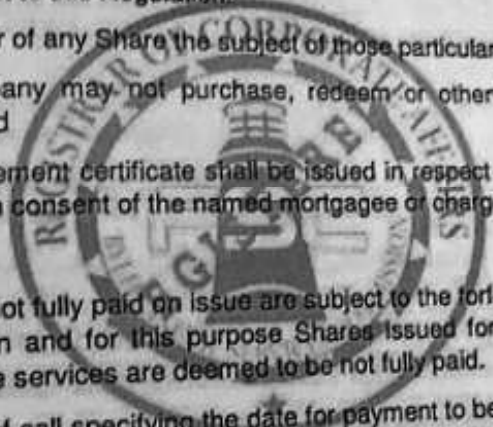 r of any Share the subject of those particular
any may not purchase, redeem or other
d
ement certificate shall be issued in respect
consent of the named mortgagee or charg
ot fully paid on issue are subject to the forf
n and for this purpose Shares issued for
e services are deemed to be not fully paid.
call specifying the date for payment to be
REGISTRAR OF CORPORATE AFFAIRS